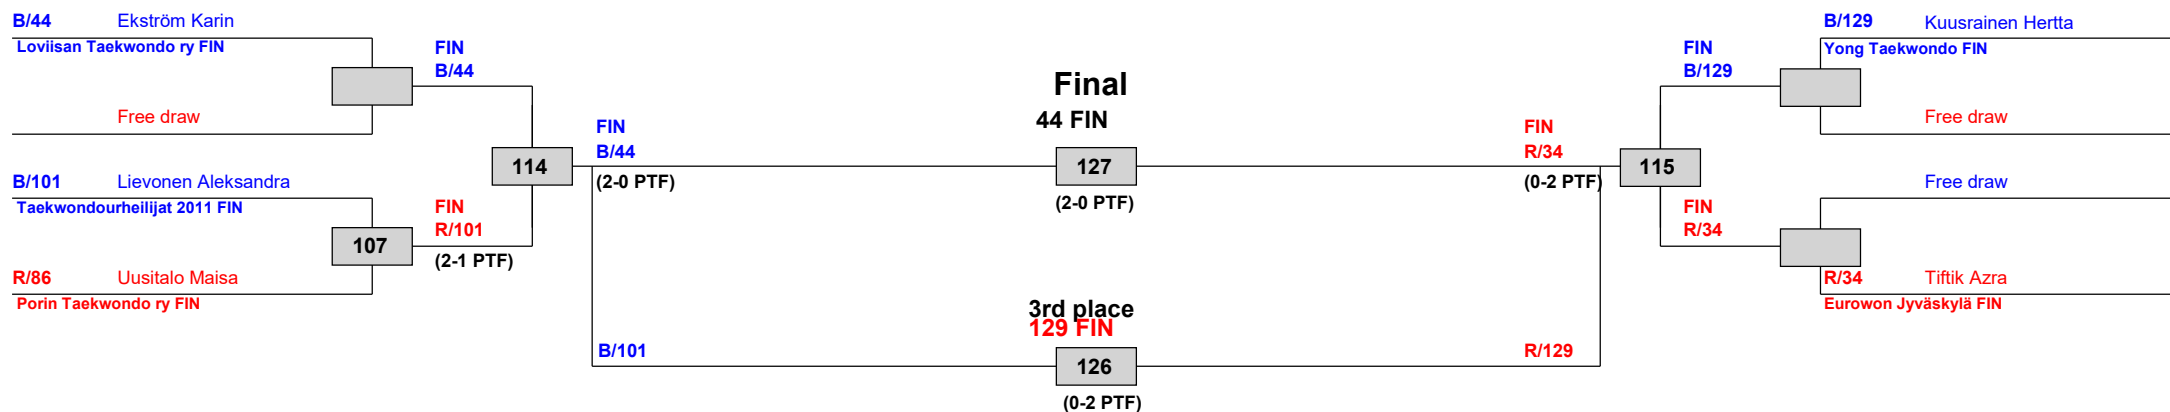 B/44 Ekström Karin
Loviisan Taekwondo ry FIN
FIN
B/44
Free draw
B/101 Lievonen Aleksandra
Taekwondourheilijat 2011 FIN
107
FIN
R/101
(2-1 PTF)
R/86 Uusitalo Maisa
Porin Taekwondo ry FIN
114
FIN
B/44
(2-0 PTF)
Final
44 FIN
127
(2-0 PTF)
3rd place
129 FIN
B/101
126
(0-2 PTF)
R/129
FIN
R/34
(0-2 PTF)
115
FIN
B/129
B/129 Kuusrainen Hertta
Yong Taekwondo FIN
Free draw
Free draw
FIN
R/34
R/34 Tiftik Azra
Eurowon Jyväskylä FIN